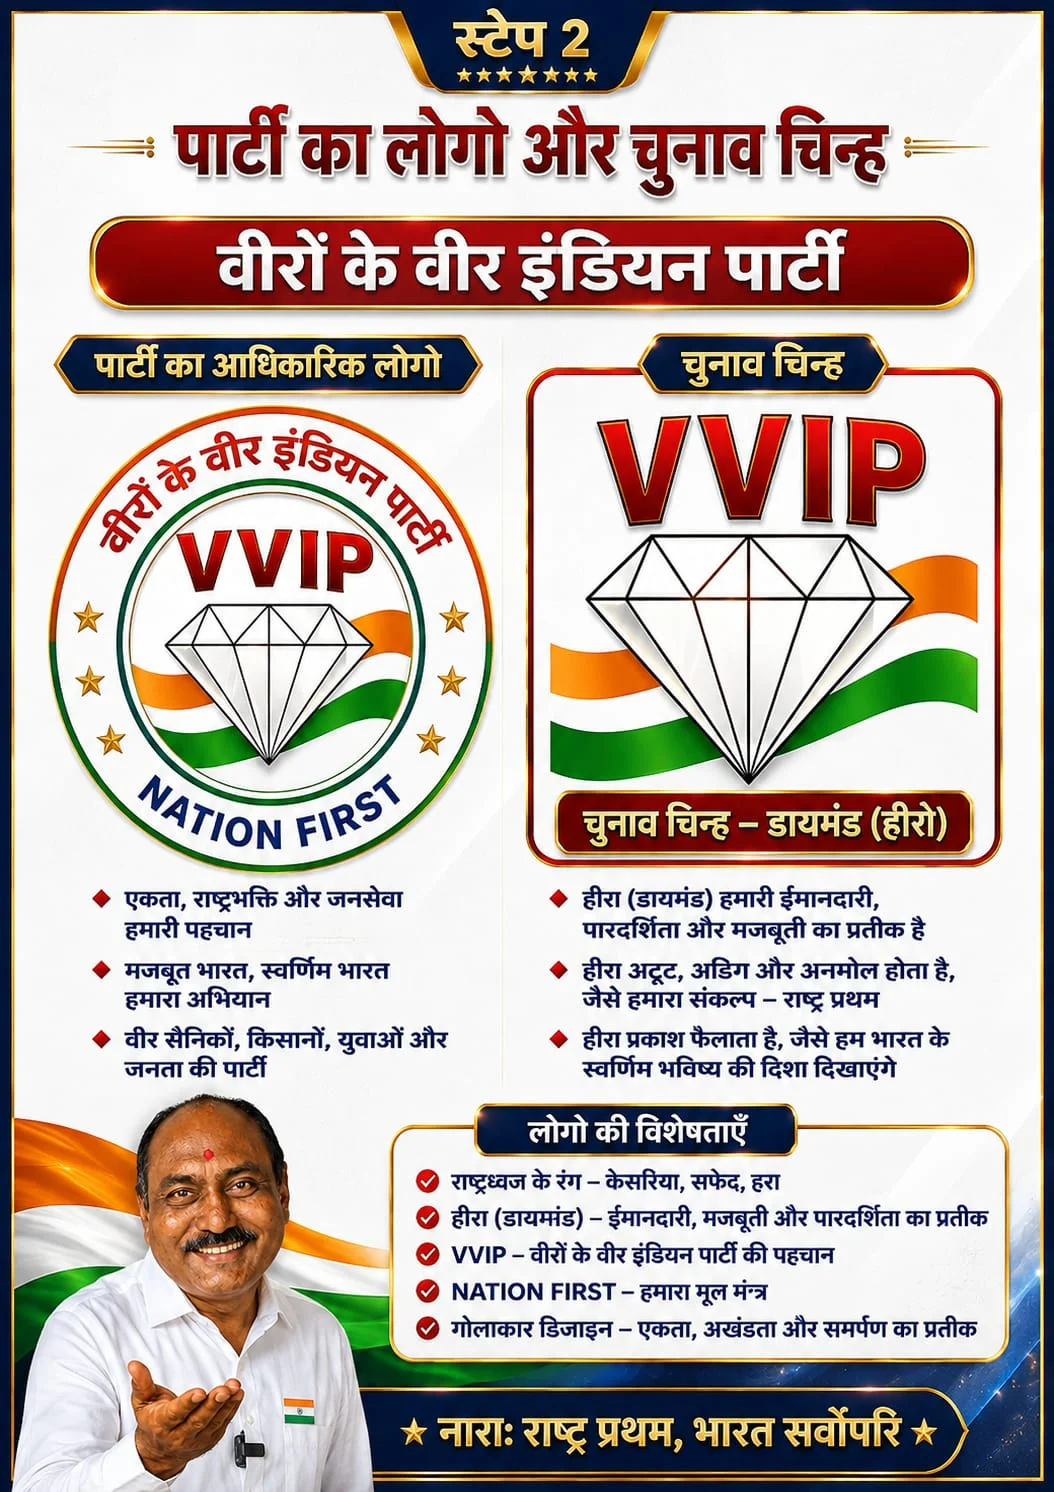 स्टेप 2
पार्टी का लोगो और चुनाव चिन्ह
वीरों के वीर इंडियन पार्टी
पार्टी का आधिकारिक लोगो
वीरों के वीर इंडियन पार्टी
VVIP
NATION FIRST
एकता, राष्ट्रभक्ति और जनसेवा
हमारी पहचान
मजबूत भारत, स्वर्णिम भारत
हमारा अभियान
वीर सैनिकों, किसानों, युवाओं और
जनता की पार्टी
चुनाव चिन्ह
VVIP
चुनाव चिन्ह – डायमंड (हीरो)
हीरा (डायमंड) हमारी ईमानदारी,
पारदर्शिता और मजबूती का प्रतीक है
हीरा अटूट, अडिग और अनमोल होता है,
जैसे हमारा संकल्प – राष्ट्र प्रथम
हीरा प्रकाश फैलाता है, जैसे हम भारत के
स्वर्णिम भविष्य की दिशा दिखाएंगे
लोगो की विशेषताएँ
राष्ट्रध्वज के रंग – केसरिया, सफेद, हरा
हीरा (डायमंड) – ईमानदारी, मजबूती और पारदर्शिता का प्रतीक
VVIP – वीरों के वीर इंडियन पार्टी की पहचान
NATION FIRST – हमारा मूल मंत्र
गोलाकार डिजाइन – एकता, अखंडता और समर्पण का प्रतीक
नाराः राष्ट्र प्रथम, भारत सर्वोपरि